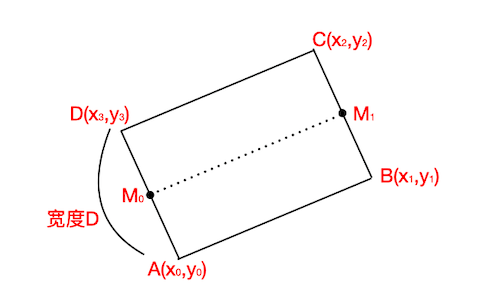 C(x₂,y₂)
D(x₃,y₃)
M₁
B(x₁,y₁)
M₀
宽度D
A(x₀,y₀)